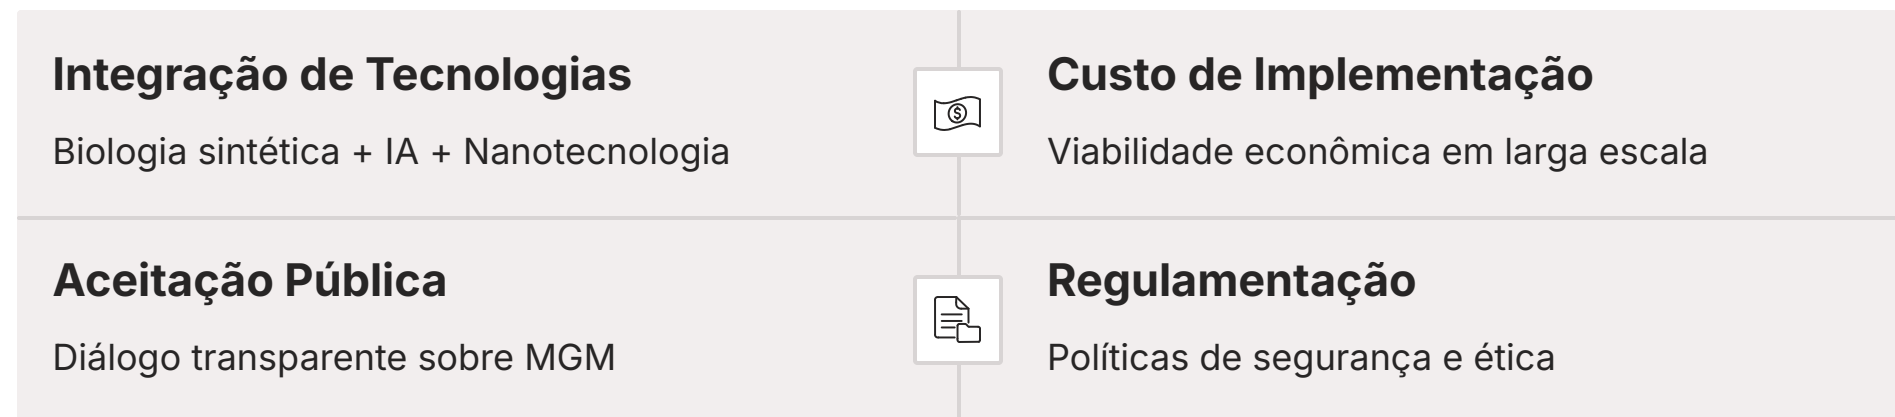 Integração de Tecnologias
Biologia sintética + IA + Nanotecnologia
Custo de Implementação
Viabilidade econômica em larga escala
Aceitação Pública
Diálogo transparente sobre MGM
Regulamentação
Políticas de segurança e ética